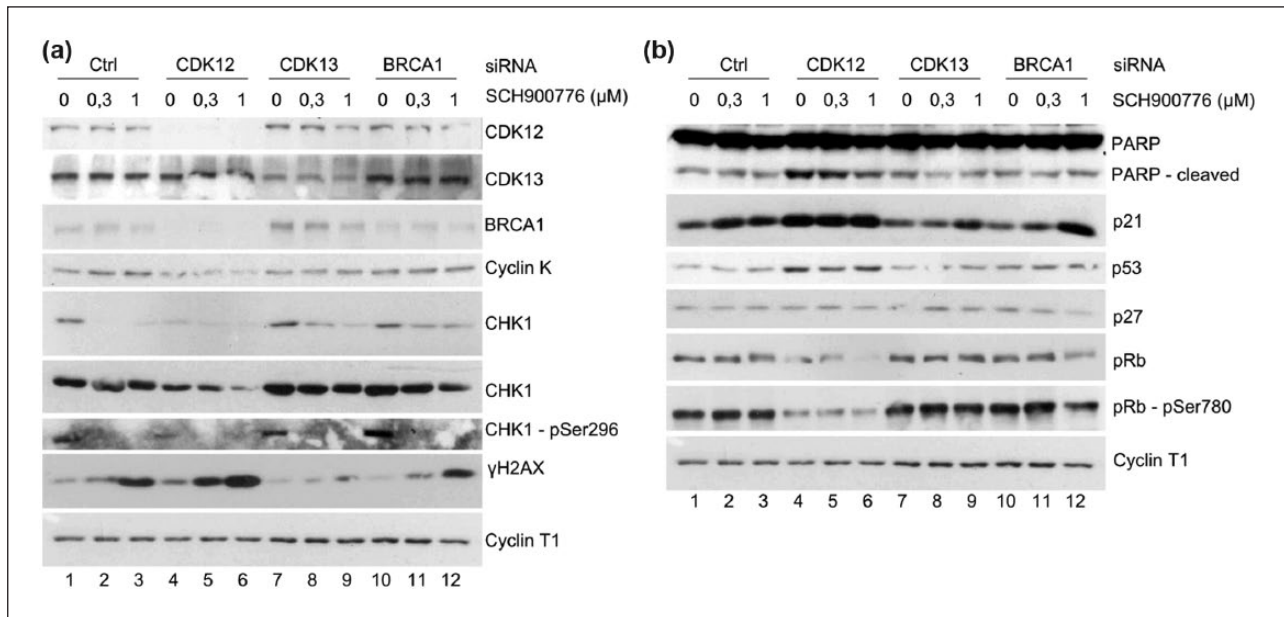 (a)
Ctrl CDK12 CDK13 BRCA1 siRNA
0 0,3 1 0 0,3 1 0 0,3 1 0 0,3 1 SCH900776 (µM)
CDK12
CDK13
BRCA1
Cyclin K
CHK1
CHK1
CHK1 - pSer296
γH2AX
Cyclin T1
1 2 3 4 5 6 7 8 9 10 11 12
(b)
Ctrl CDK12 CDK13 BRCA1 siRNA
0 0,3 1 0 0,3 1 0 0,3 1 0 0,3 1 SCH900776 (µM)
PARP
PARP - cleaved
p21
p53
p27
pRb
pRb - pSer780
Cyclin T1
1 2 3 4 5 6 7 8 9 10 11 12